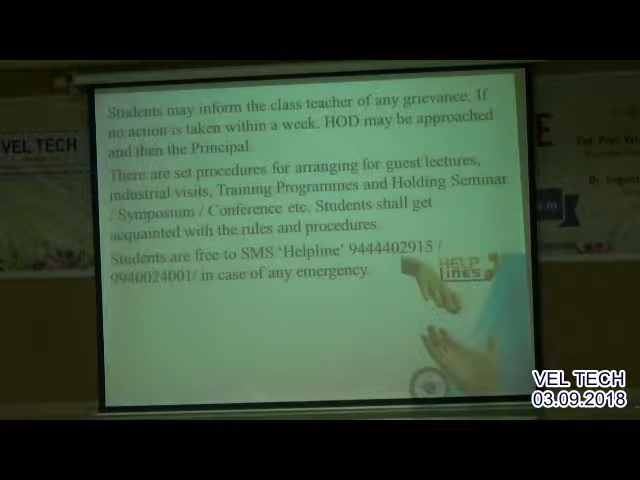 Students may inform the class teacher of any grievance. If
no action is taken within a week, HOD may be approached
and then the Principal.
There are set procedures for arranging for guest lectures,
industrial visits, Training Programmes and Holding Seminar
/ Symposium / Conference etc. Students shall get
acquainted with the rules and procedures.
Students are free to SMS ‘Helpline’ 9444402915 /
9940024001/ in case of any emergency.
HELP
LINES
VEL TECH
VEL TECH
03.09.2018